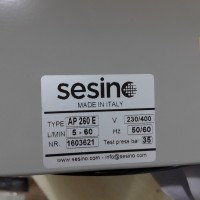 sesino
MADE IN ITALY
TYPE AP 260 E V 230/400
L/MIN 5 - 60 Hz 50/60
NR. 1603621 Test press bar 35
www.sesino.com - info@sesino.com